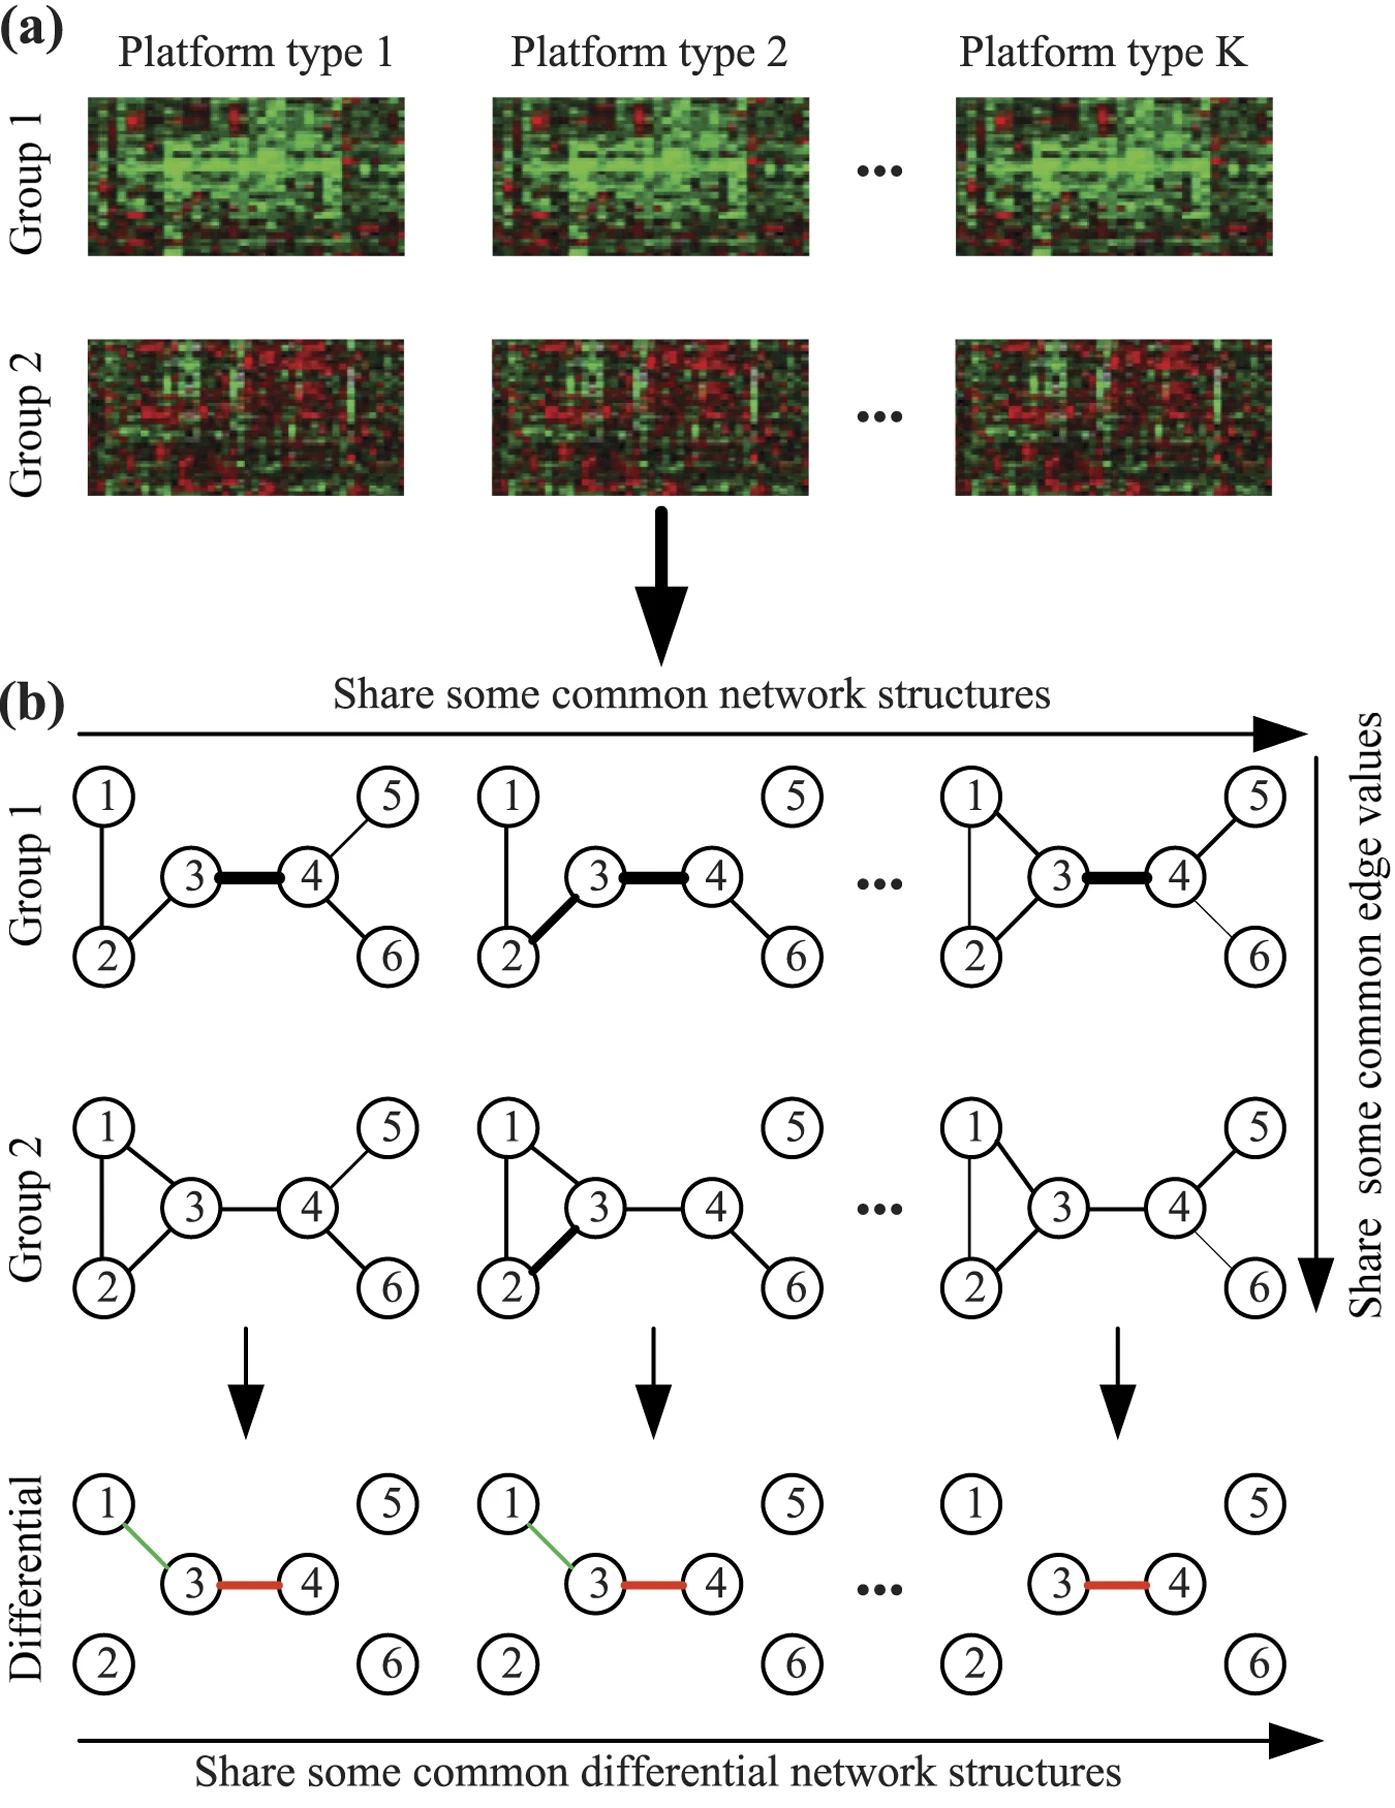 (a)
Platform type 1 Platform type 2 Platform type K
Group 1
•••
Group 2
•••
(b)
Share some common network structures
Share some common edge values
Group 1
1 5 1 5 1 5
3 4 3 4 ••• 3 4
2 6 2 6 2 6
Group 2
1 5 1 5 1 5
3 4 3 4 ••• 3 4
2 6 2 6 2 6
Differential
1 5 1 5 1 5
3 4 3 4 ••• 3 4
2 6 2 6 2 6
Share some common differential network structures